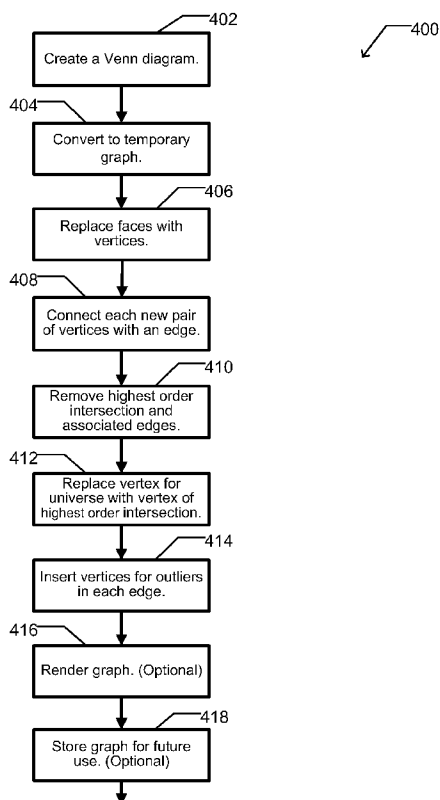 402
400
Create a Venn diagram.
404
Convert to temporary
graph.
406
Replace faces with
vertices.
408
Connect each new pair
of vertices with an edge.
410
Remove highest order
intersection and
associated edges.
412
Replace vertex for
universe with vertex of
highest order intersection.
414
Insert vertices for outliers
in each edge.
416
Render graph. (Optional)
418
Store graph for future
use. (Optional)